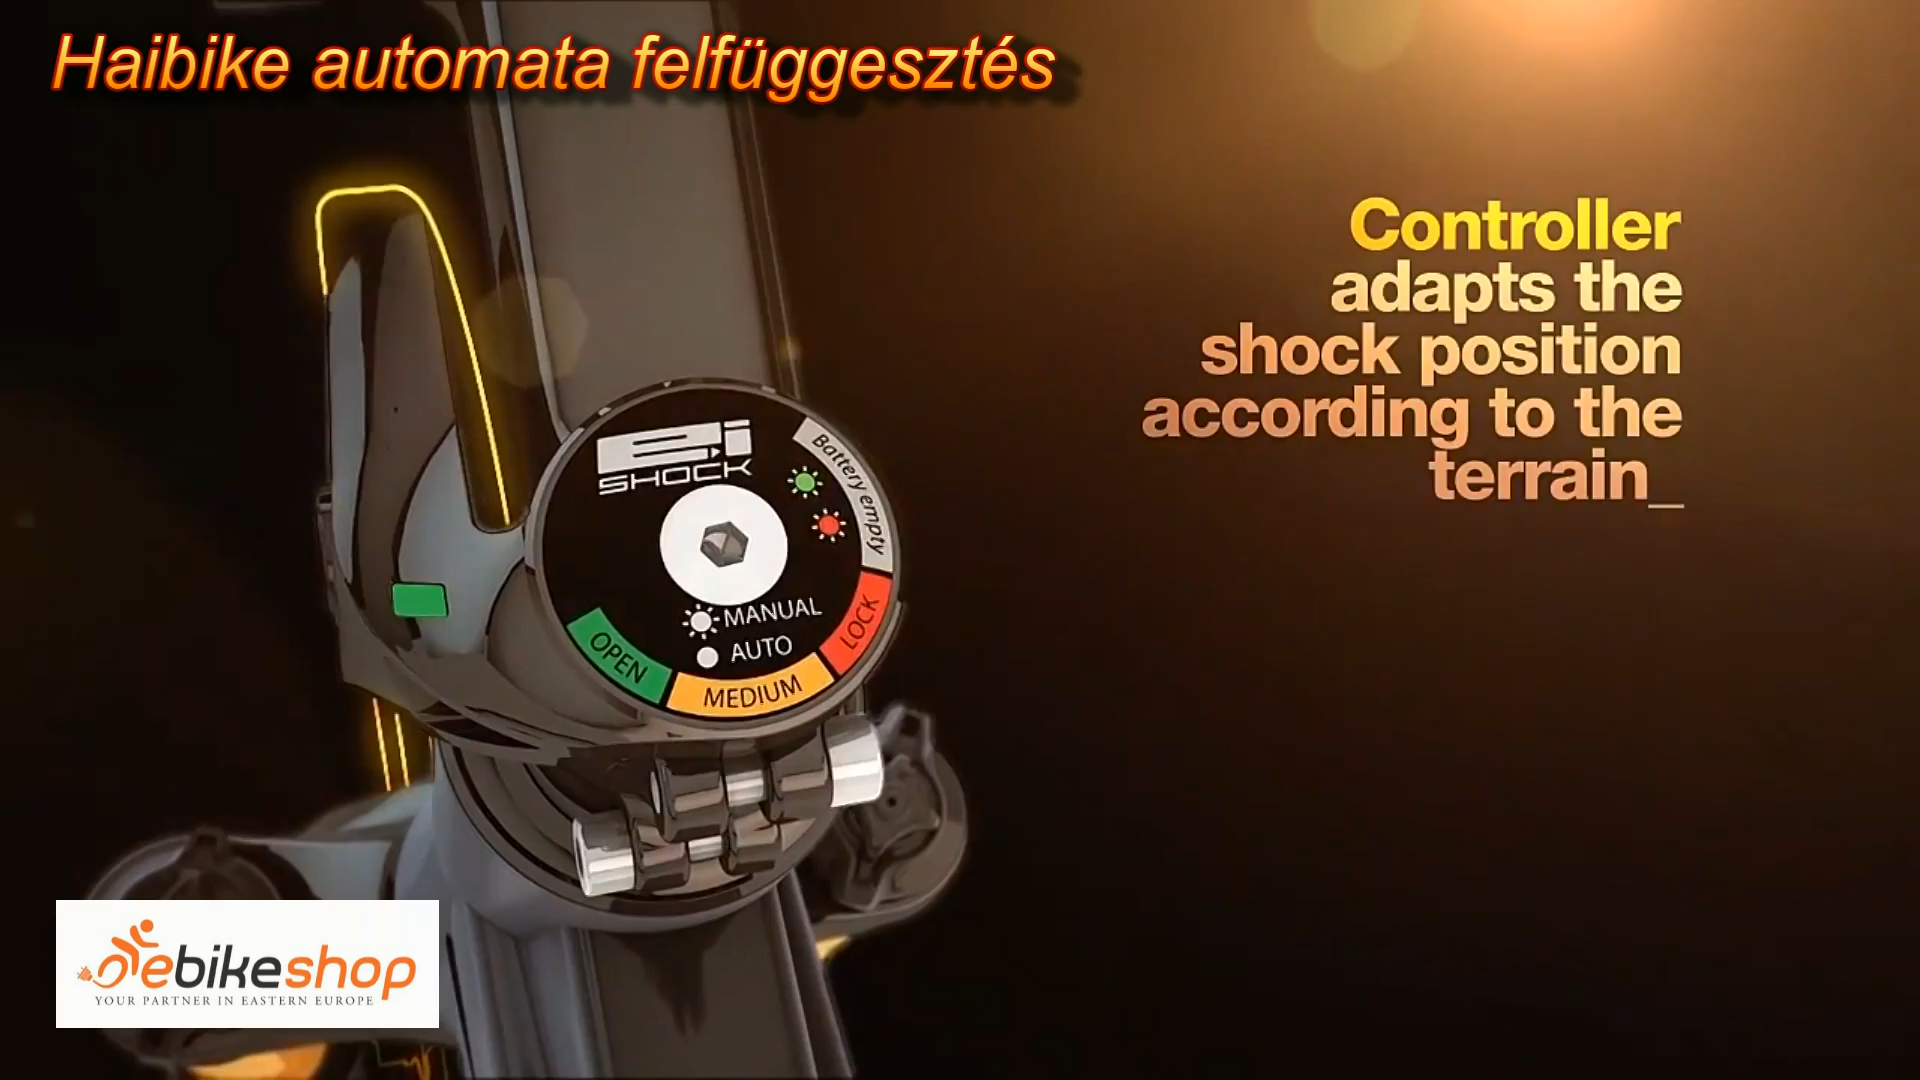 Haibike automata felfüggesztés
Controller
adapts the
shock position
according to the
terrain_
e:i
SHOCK
Battery empty
MANUAL
AUTO
OPEN
MEDIUM
LOCK
ebikeshop
YOUR PARTNER IN EASTERN EUROPE